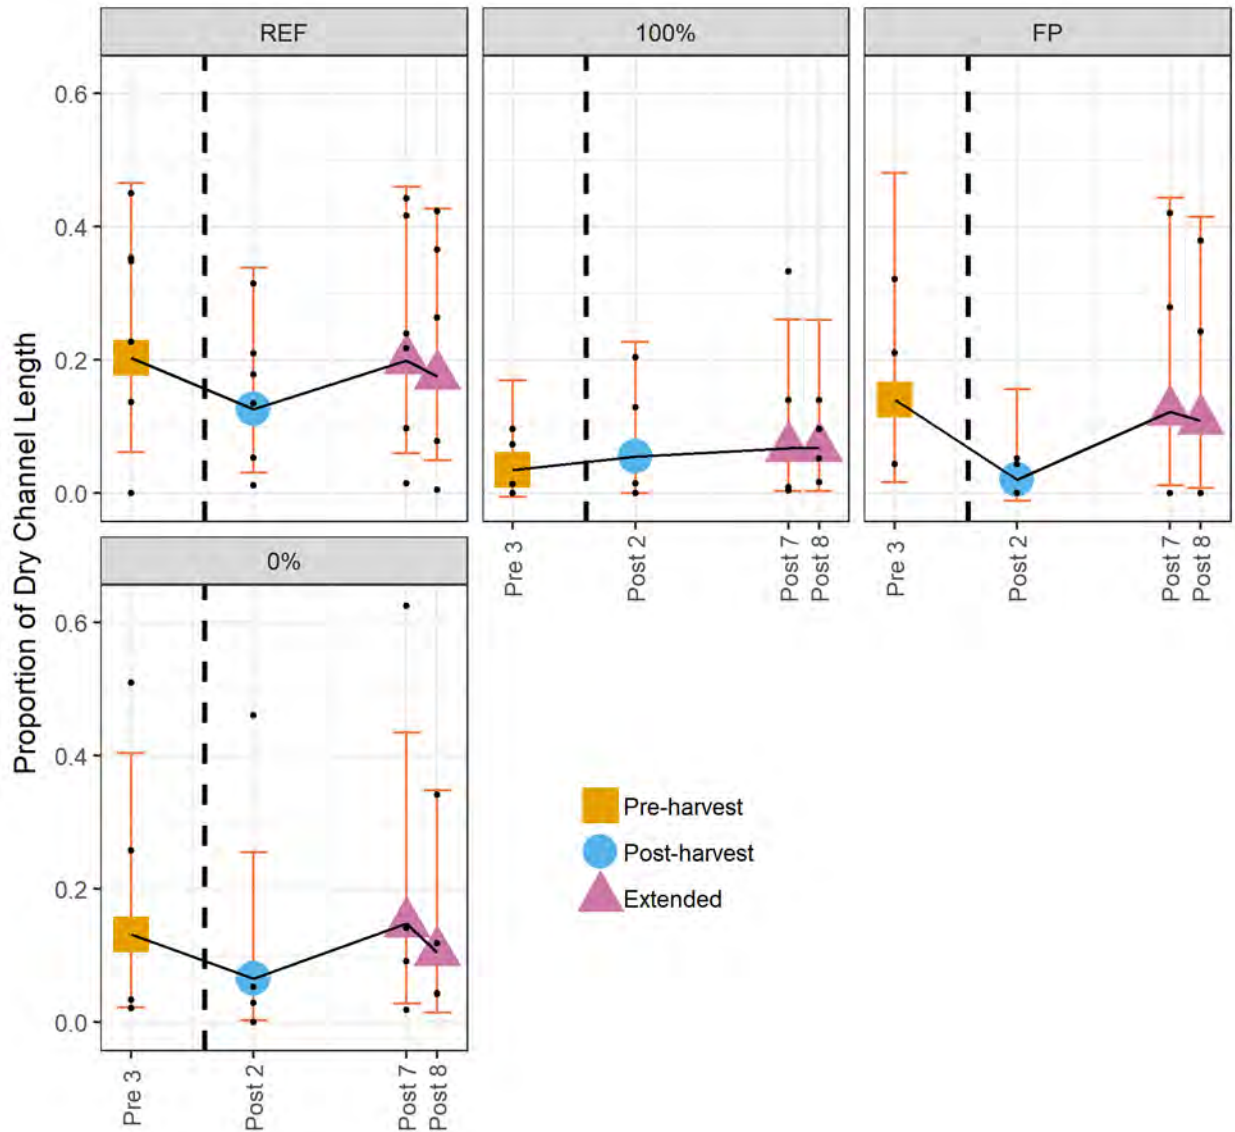 REF
100%
FP
0.6
0.4
0.2
0.0
Pre 3
Post 2
Post 7
Post 8
Pre 3
Post 2
Post 7
Post 8
Proportion of Dry Channel Length
0%
0.6
0.4
0.2
0.0
Pre 3
Post 2
Post 7
Post 8
Pre-harvest
Post-harvest
Extended